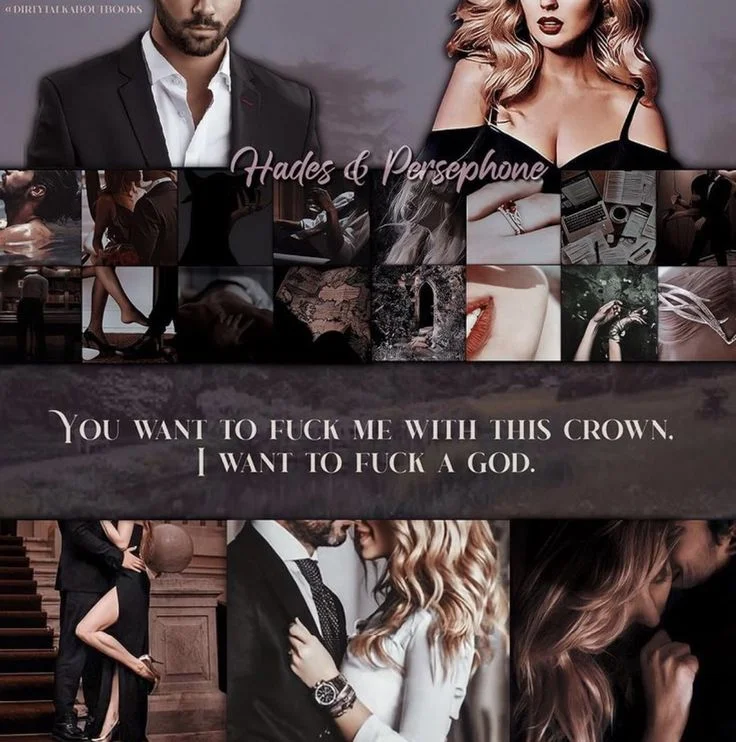 @DIRTYTALKABOUTBOOKS
Hades & Persephone
YOU WANT TO FUCK ME WITH THIS CROWN.
I WANT TO FUCK A GOD.